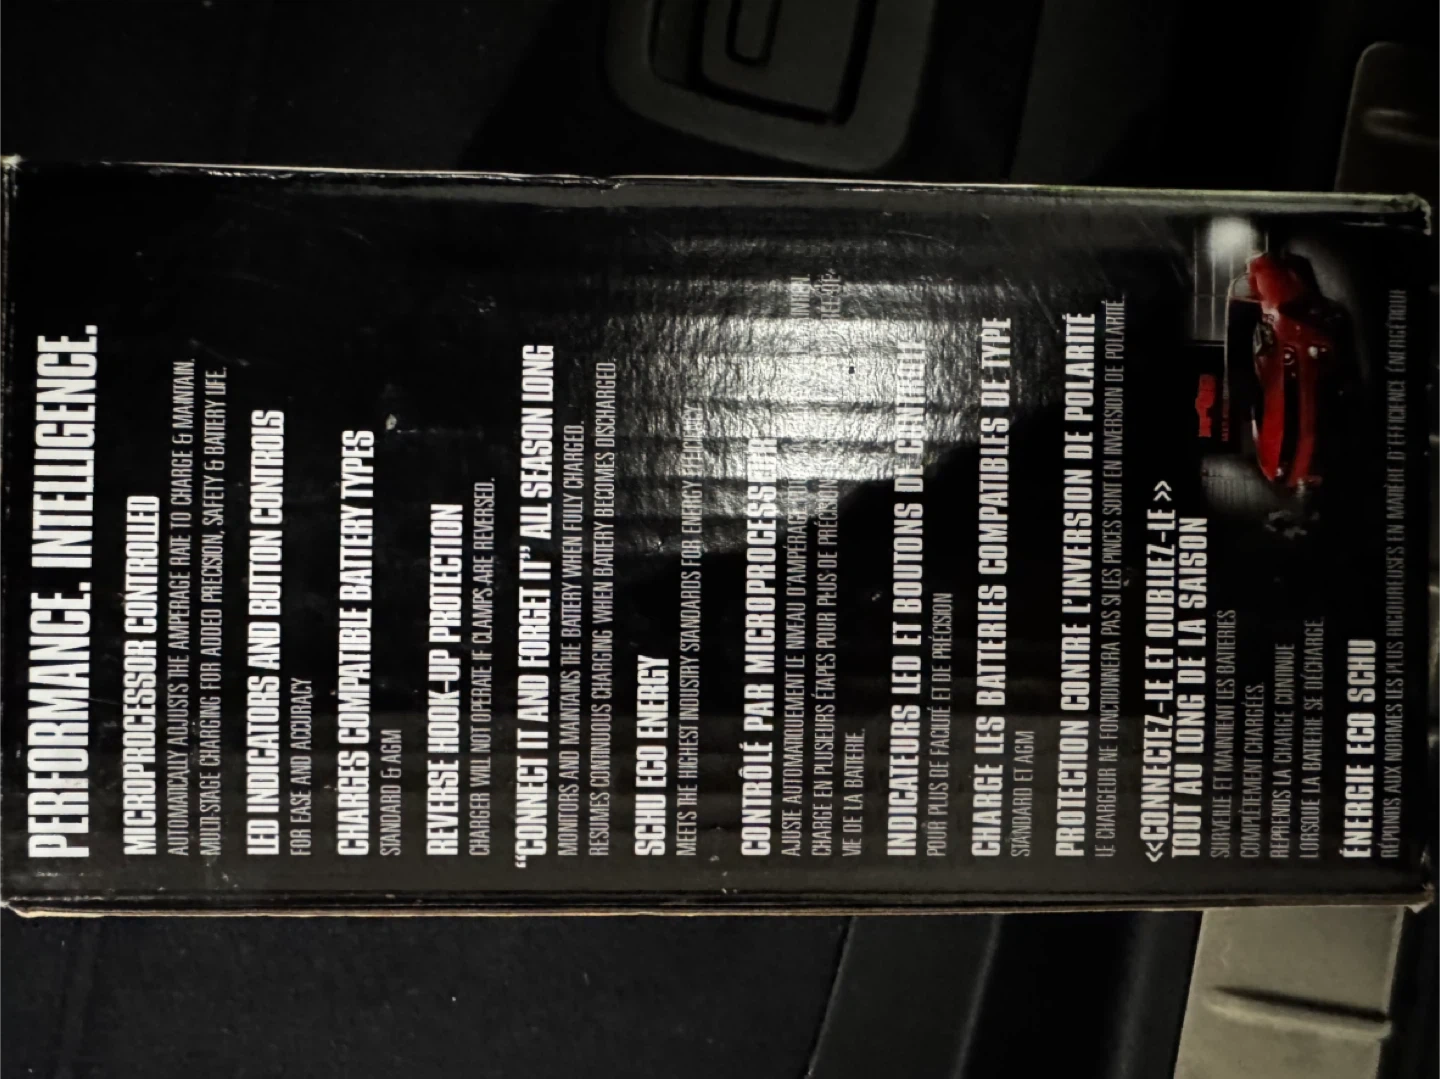 PERFORMANCE. INTELLIGENCE.
MICROPROCESSOR CONTROLLED
AUTOMATICALLY ADJUSTS THE AMPERAGE RATE TO CHARGE & MAINTAIN.
MULTI-STAGE CHARGING FOR ADDED PRECISON, SAFETY & BATTERY LIFE.
LED INDICATORS AND BUTTON CONTROLS
FOR EASE AND ACCURACY
CHARGES COMPATIBLE BATTERY TYPES
STANDARD & AGM
REVERSE HOOK-UP PROTECTION
CHARGER WILL NOT OPERATE IF CLAMPS ARE REVERSED.
“CONNECT IT AND FORGET IT” ALL SEASON LONG
MONITORS AND MAINTAINS THE BATTERY WHEN FULLY CHARGED.
RESUMES CONTINUOUS CHARGING WHEN BATTERY BECOMES DISCHARGED.
SCHU ECO ENERGY
MEETS THE HIGHEST INDUSTRY STANDARDS FOR ENERGY EFFICIENCY
CONTRÔLÉ PAR MICROPROCESSEUR
AJUSTE AUTOMATIQUEMENT LE NIVEAU D'AMPÉRAGE
CHARGE EN PLUSIEURS ÉTAPES POUR PLUS DE PRÉCISION
VIE DE LA BATTERIE.
INDICATEURS LED ET BOUTONS DE CONTRÔLE
POUR PLUS DE FACILITÉ ET DE PRÉCISION
CHARGE LES BATTERIES COMPATIBLES DE TYPE
STANDARD ET AGM
PROTECTION CONTRE L'INVERSION DE POLARITÉ
LE CHARGEUR NE FONCTIONNERA PAS SI LES PINCES SONT EN INVERSION DE POLARITÉ.
<<CONNECTEZ-LE ET OUBLIEZ-LE >>
TOUT AU LONG DE LA SAISON
SURVEILLE ET MAINTIENT LES BATTERIES
COMPLÈTEMENT CHARGÉES.
REPRENDS LA CHARGE CONTINUE
LORSQUE LA BATTERIE SE DÉCHARGE.
ÉNERGIE ECO SCHU
RÉPONDS AUX NORMES LES PLUS RIGOUREUSES EN MATIÈRE D'EFFICIENCE ÉNERGÉTIQUE